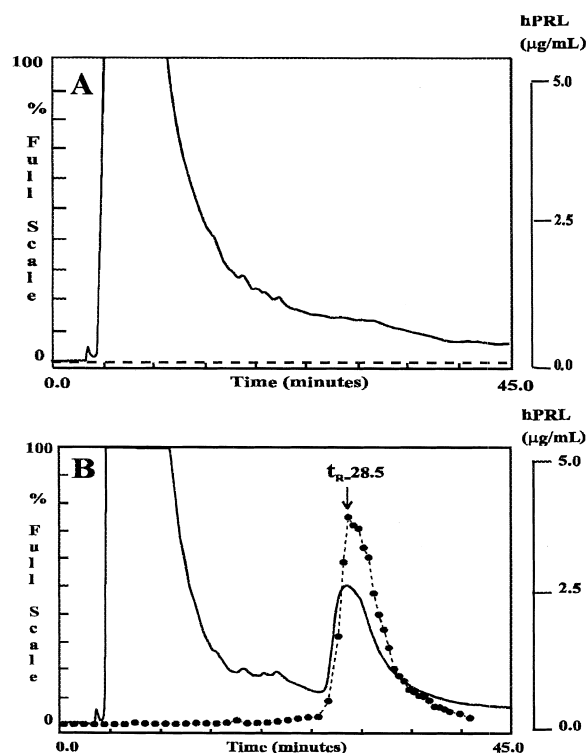 hPRL
(µg/mL)
100
A
5.0
% Full Scale
2.5
0
0.0
0.0
Time (minutes)
45.0
hPRL
(µg/mL)
100
B
5.0
tR=28.5
% Full Scale
2.5
0
0.0
0.0
Time (minutes)
45.0